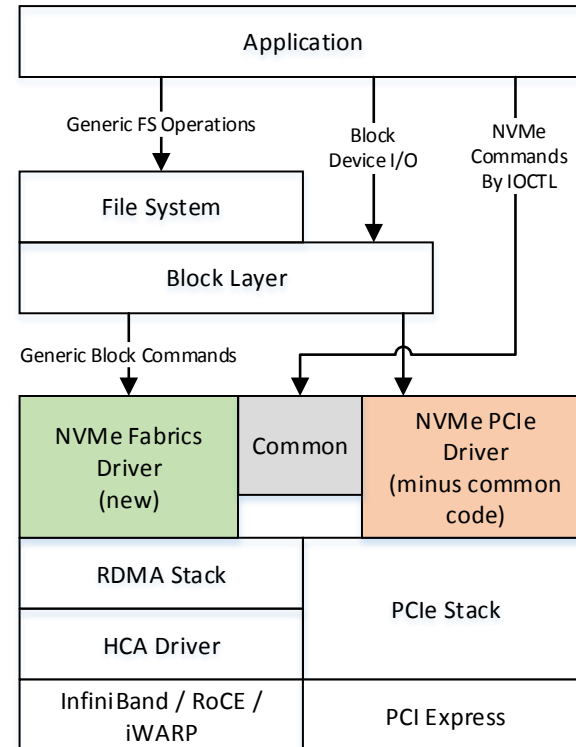 Application
Generic FS Operations
Block
Device I/O
NVMe
Commands
By IOCTL
File System
Block Layer
Generic Block Commands
NVMe Fabrics
Driver
(new)
Common
NVMe PCIe
Driver
(minus common
code)
RDMA Stack
PCIe Stack
HCA Driver
InfiniBand / RoCE /
iWARP
PCI Express